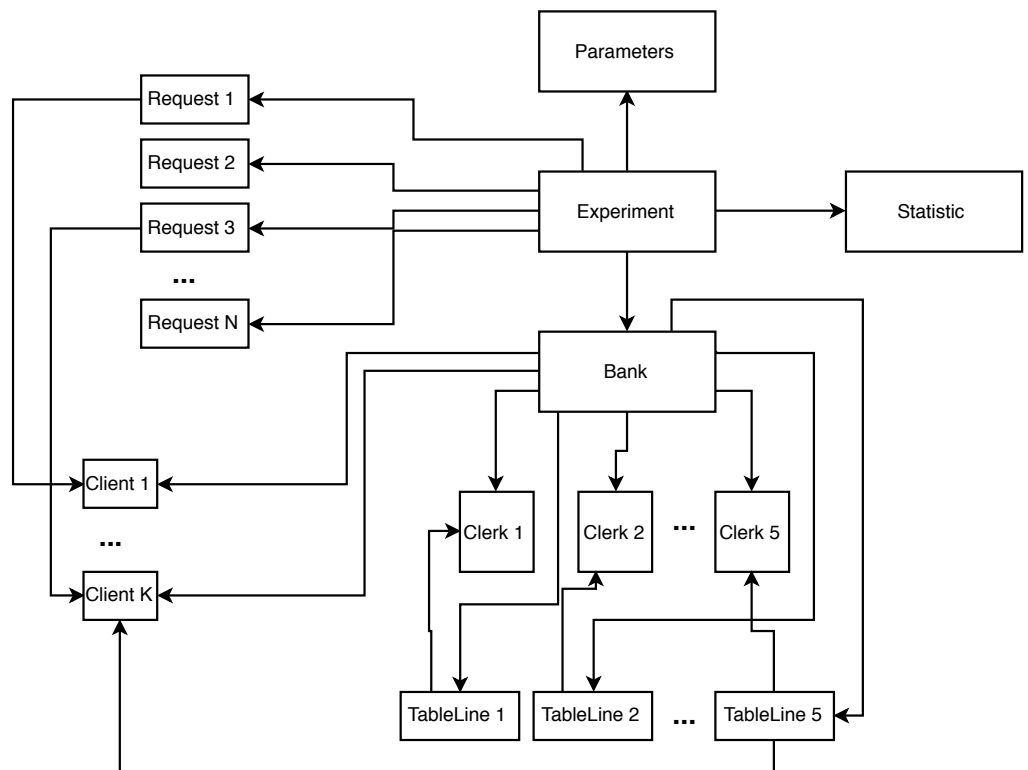 Parameters
Request 1
Request 2
Request 3
...
Request N
Experiment
Statistic
Bank
Client 1
...
Client K
Clerk 1
Clerk 2
...
Clerk 5
TableLine 1
TableLine 2
...
TableLine 5